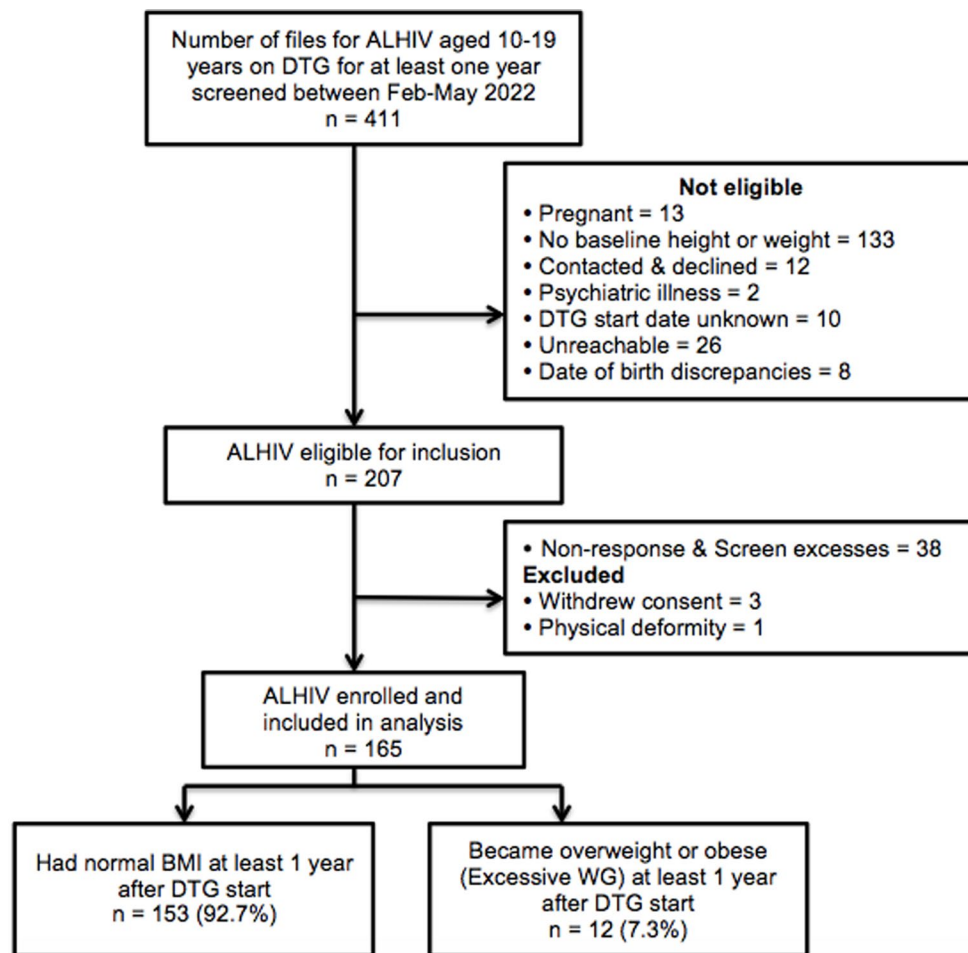 Number of files for ALHIV aged 10-19
years on DTG for at least one year
screened between Feb-May 2022
n = 411
Not eligible
• Pregnant = 13
• No baseline height or weight = 133
• Contacted & declined = 12
• Psychiatric illness = 2
• DTG start date unknown = 10
• Unreachable = 26
• Date of birth discrepancies = 8
ALHIV eligible for inclusion
n = 207
• Non-response & Screen excesses = 38
Excluded
• Withdrew consent = 3
• Physical deformity = 1
ALHIV enrolled and
included in analysis
n = 165
Had normal BMI at least 1 year
after DTG start
n = 153 (92.7%)
Became overweight or obese
(Excessive WG) at least 1 year
after DTG start
n = 12 (7.3%)